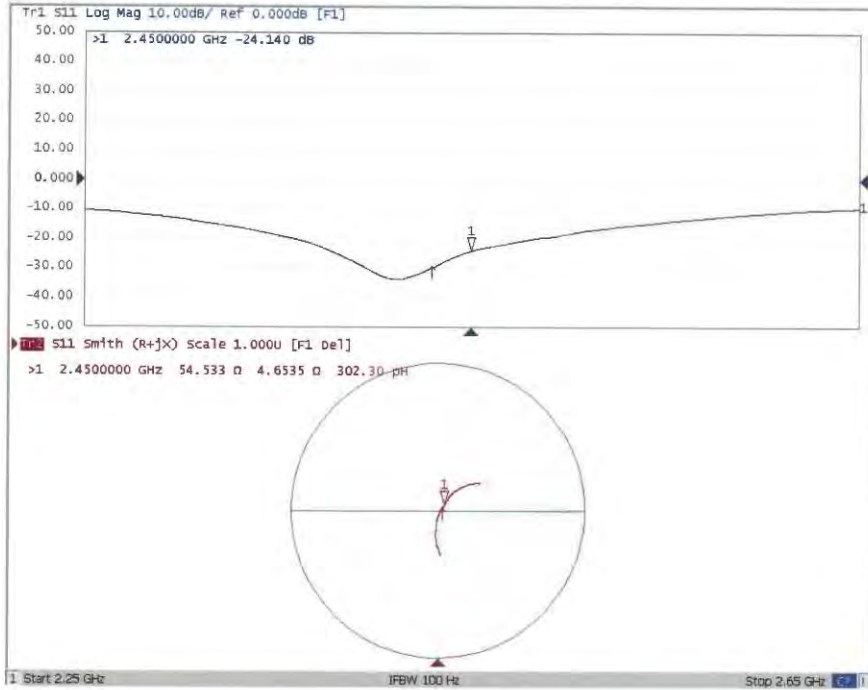 Tr1 S11 Log Mag 10.00dB/ Ref 0.000dB [F1]
50.00
>1 2.4500000 GHz -24.140 dB
40.00
30.00
20.00
10.00
0.000
-10.00
1
-20.00
1
-30.00
-40.00
-50.00
Tr2 S11 Smith (R+jX) Scale 1.000U [F1 Del]
>1 2.4500000 GHz 54.533 Ω 4.6535 Ω 302.30 pH
1
1 Start 2.25 GHz IFBW 100 Hz Stop 2.65 GHz